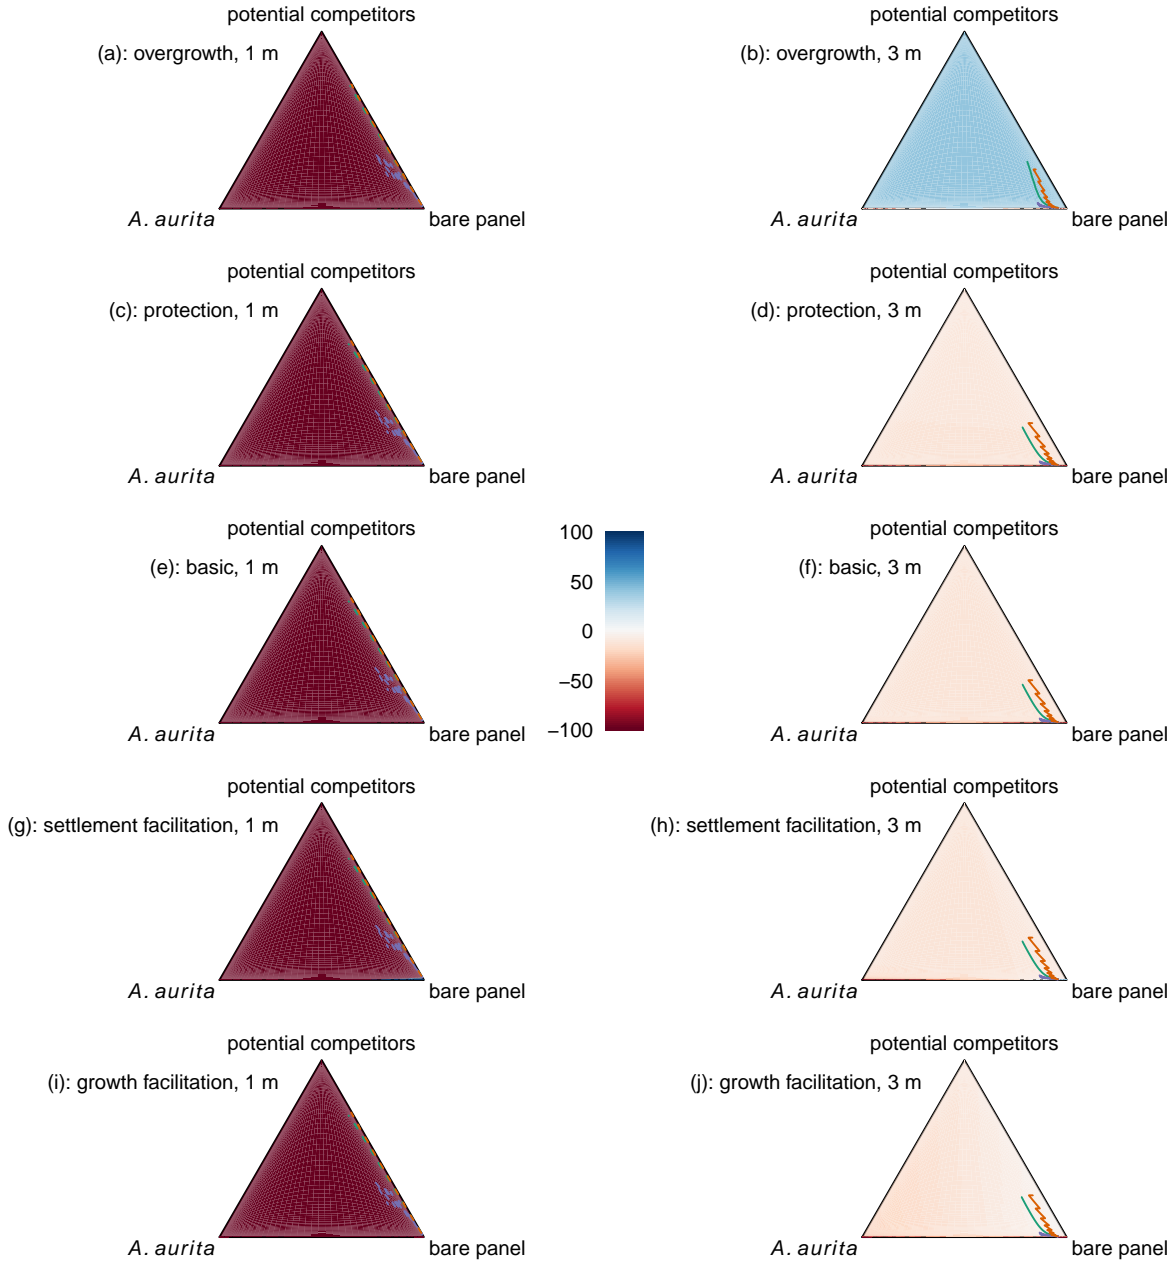 potential competitors
(a): overgrowth, 1 m
A. aurita
bare panel
potential competitors
(b): overgrowth, 3 m
A. aurita
bare panel
potential competitors
(c): protection, 1 m
A. aurita
bare panel
potential competitors
(d): protection, 3 m
A. aurita
bare panel
potential competitors
(e): basic, 1 m
A. aurita
bare panel
100
50
0
−50
−100
potential competitors
(f): basic, 3 m
A. aurita
bare panel
potential competitors
(g): settlement facilitation, 1 m
A. aurita
bare panel
potential competitors
(h): settlement facilitation, 3 m
A. aurita
bare panel
potential competitors
(i): growth facilitation, 1 m
A. aurita
bare panel
potential competitors
(j): growth facilitation, 3 m
A. aurita
bare panel